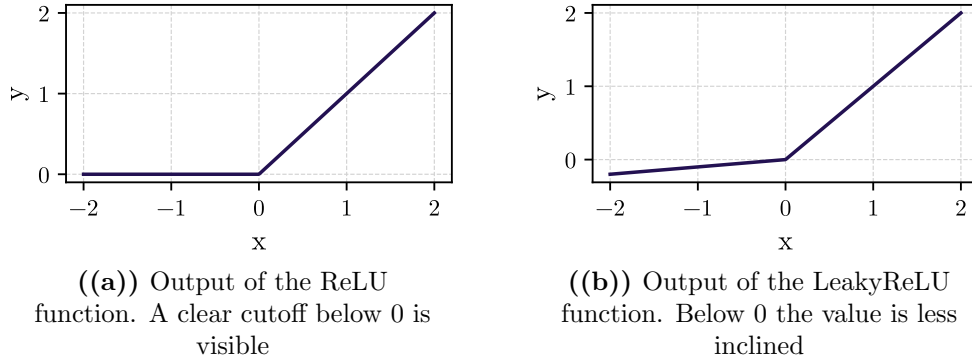 2
1
0
y
−2 −1 0 1 2
x
((a)) Output of the ReLU
function. A clear cutoff below 0 is
visible
2
1
0
y
−2 −1 0 1 2
x
((b)) Output of the LeakyReLU
function. Below 0 the value is less
inclined